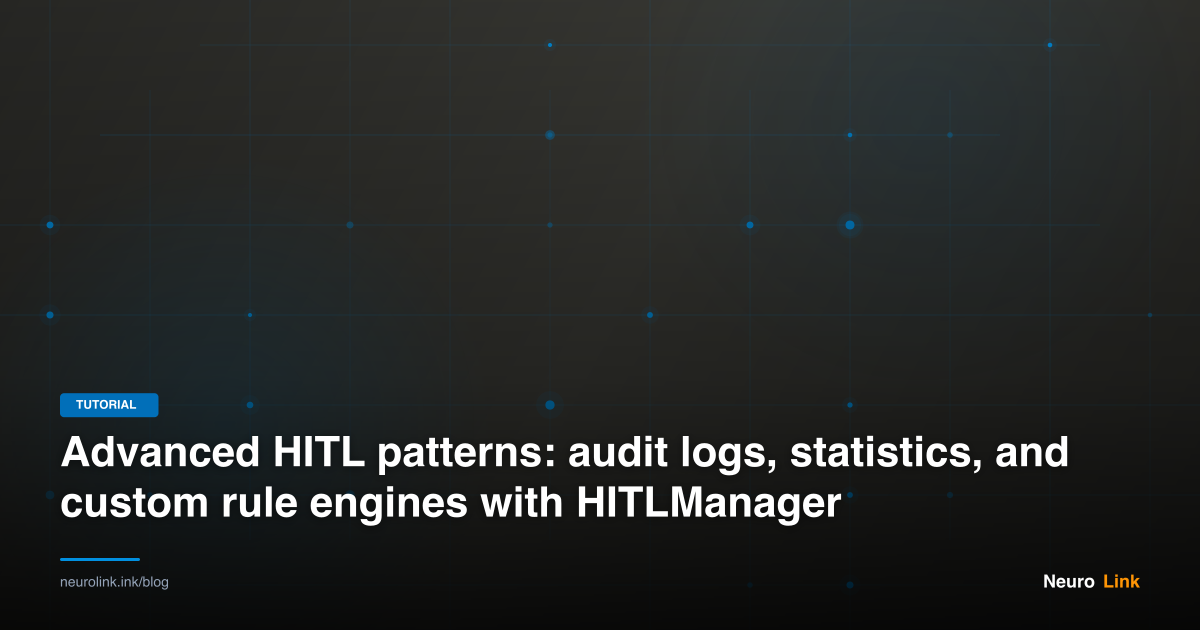 TUTORIAL
Advanced HITL patterns: audit logs, statistics, and
custom rule engines with HITLManager
neurolink.ink/blog
Neuro Link